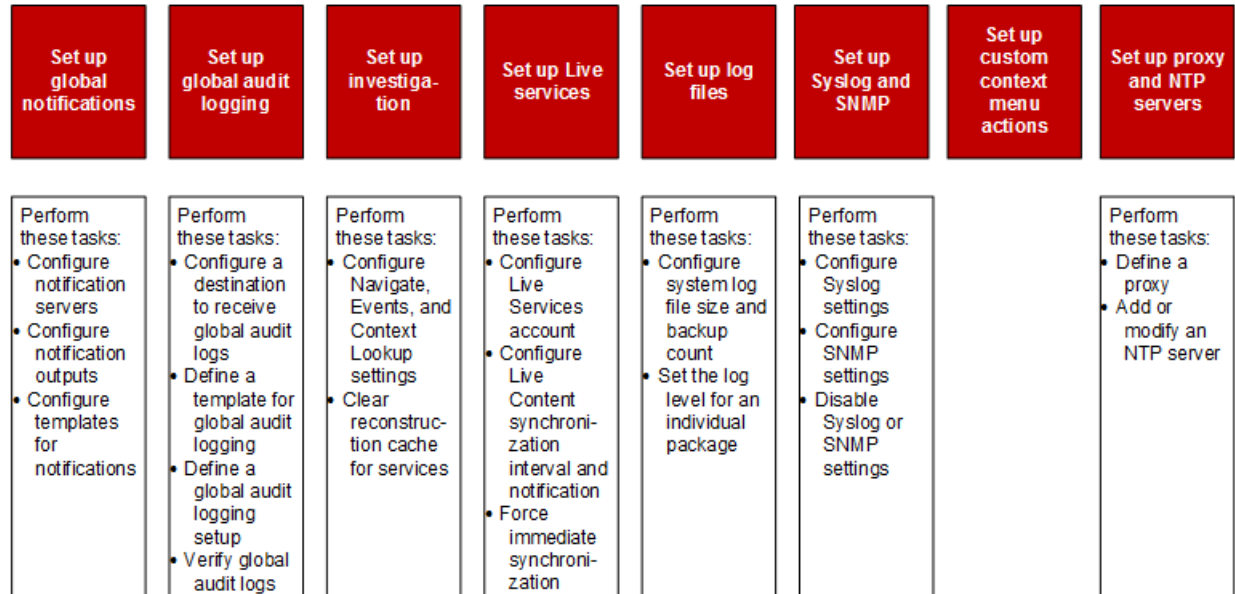 Set up
global
notifications
Set up
global audit
logging
Set up
investiga-
tion
Set up Live
services
Set up log
files
Set up
Syslog and
SNMP
Set up
custom
context
menu
actions
Set up proxy
and NTP
servers
Perform
these tasks:
• Configure
notification
servers
• Configure
notification
outputs
• Configure
templates
for
notifications
Perform
these tasks:
• Configure a
destination
to receive
global audit
logs
• Define a
template for
global audit
logging
• Define a
global audit
logging
setup
• Verify global
audit logs
Perform
these tasks:
• Configure
Navigate,
Events, and
Context
Lookup
settings
• Clear
reconstruc-
tion cache
for services
Perform
these tasks:
• Configure
Live
Services
account
• Configure
Live
Content
synchroni-
zation
interval and
notification
• Force
immediate
synchroni-
zation
Perform
these tasks:
• Configure
system log
file size and
backup
count
• Set the log
level for an
individual
package
Perform
these tasks:
• Configure
Syslog
settings
• Configure
SNMP
settings
• Disable
Syslog or
SNMP
settings
Perform
these tasks:
• Define a
proxy
• Add or
modify an
NTP server